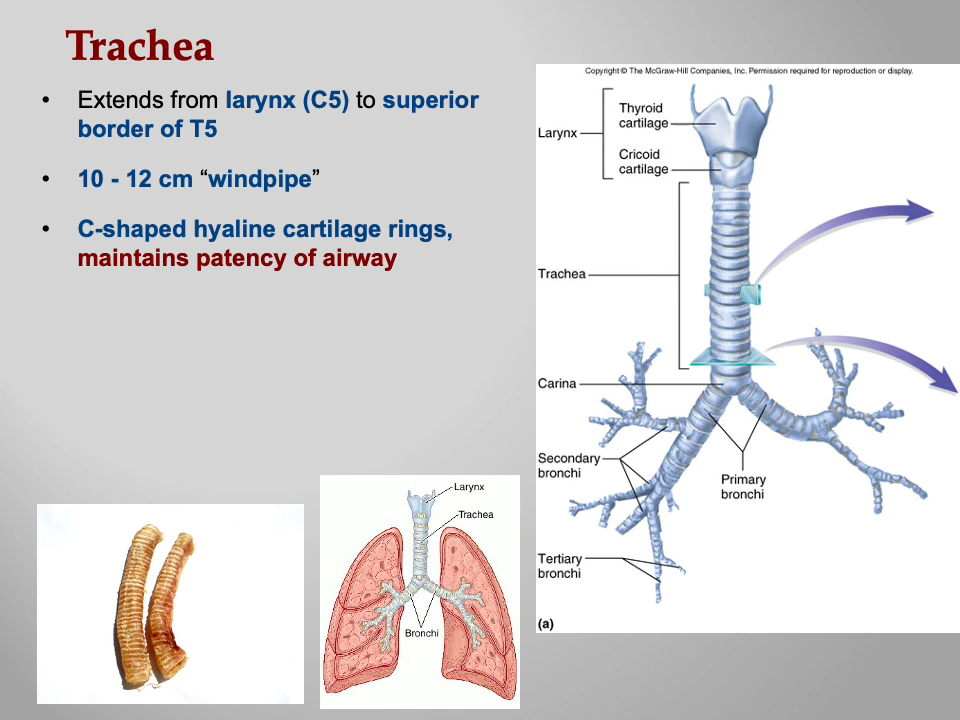 Trachea
• Extends from larynx (C5) to superior
border of T5
• 10 - 12 cm “windpipe”
• C-shaped hyaline cartilage rings,
maintains patency of airway
Copyright © The McGraw-Hill Companies, Inc. Permission required for reproduction or display.
Larynx
Thyroid
cartilage
Cricoid
cartilage
Trachea
Carina
Secondary
bronchi
Primary
bronchi
Tertiary
bronchi
(a)
Larynx
Trachea
Bronchi